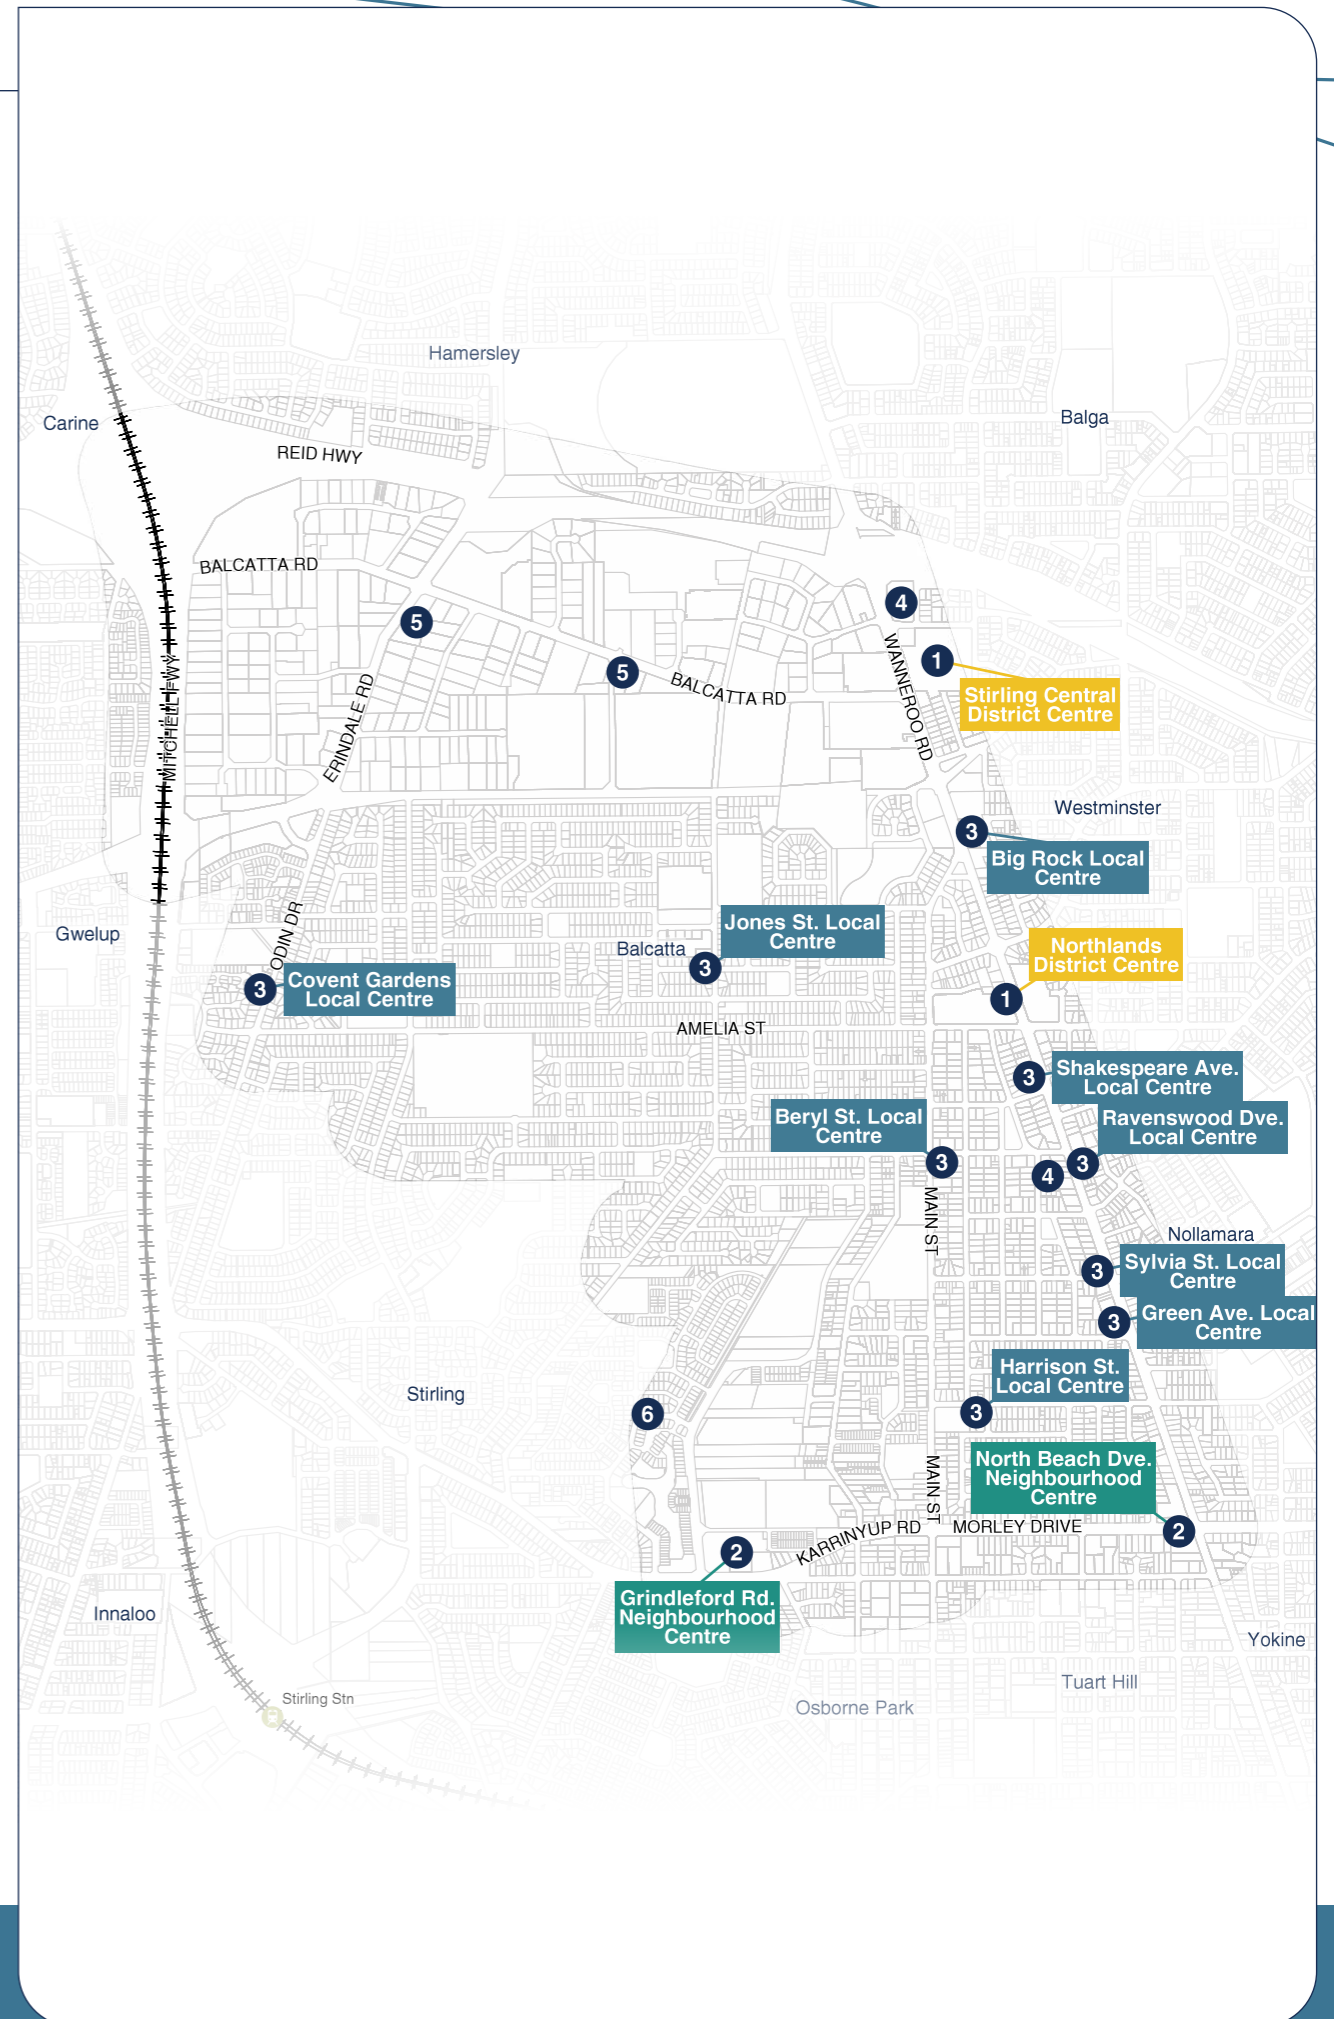 Hamersley
Carine
Balga
REID HWY
BALCATTA RD
4
5
1
5
WANNEROO RD
BALCATTA RD
Stirling Central
District Centre
MITCHELL FWY
ERINDALE RD
Westminster
3
Big Rock Local
Centre
ODIN DR
Gwelup
Jones St. Local
Centre
Balcatta
3
Northlands
District Centre
3
Covent Gardens
Local Centre
1
AMELIA ST
3
Shakespeare Ave.
Local Centre
Beryl St. Local
Centre
Ravenswood Dve.
Local Centre
3
4
3
MAIN ST
Nollamara
3
Sylvia St. Local
Centre
3
Green Ave. Local
Centre
Harrison St.
Local Centre
Stirling
6
3
North Beach Dve.
Neighbourhood
Centre
MAIN ST
KARRINYUP RD
MORLEY DRIVE
2
2
Grindleford Rd.
Neighbourhood
Centre
Innaloo
Yokine
Tuart Hill
Stirling Stn
Osborne Park